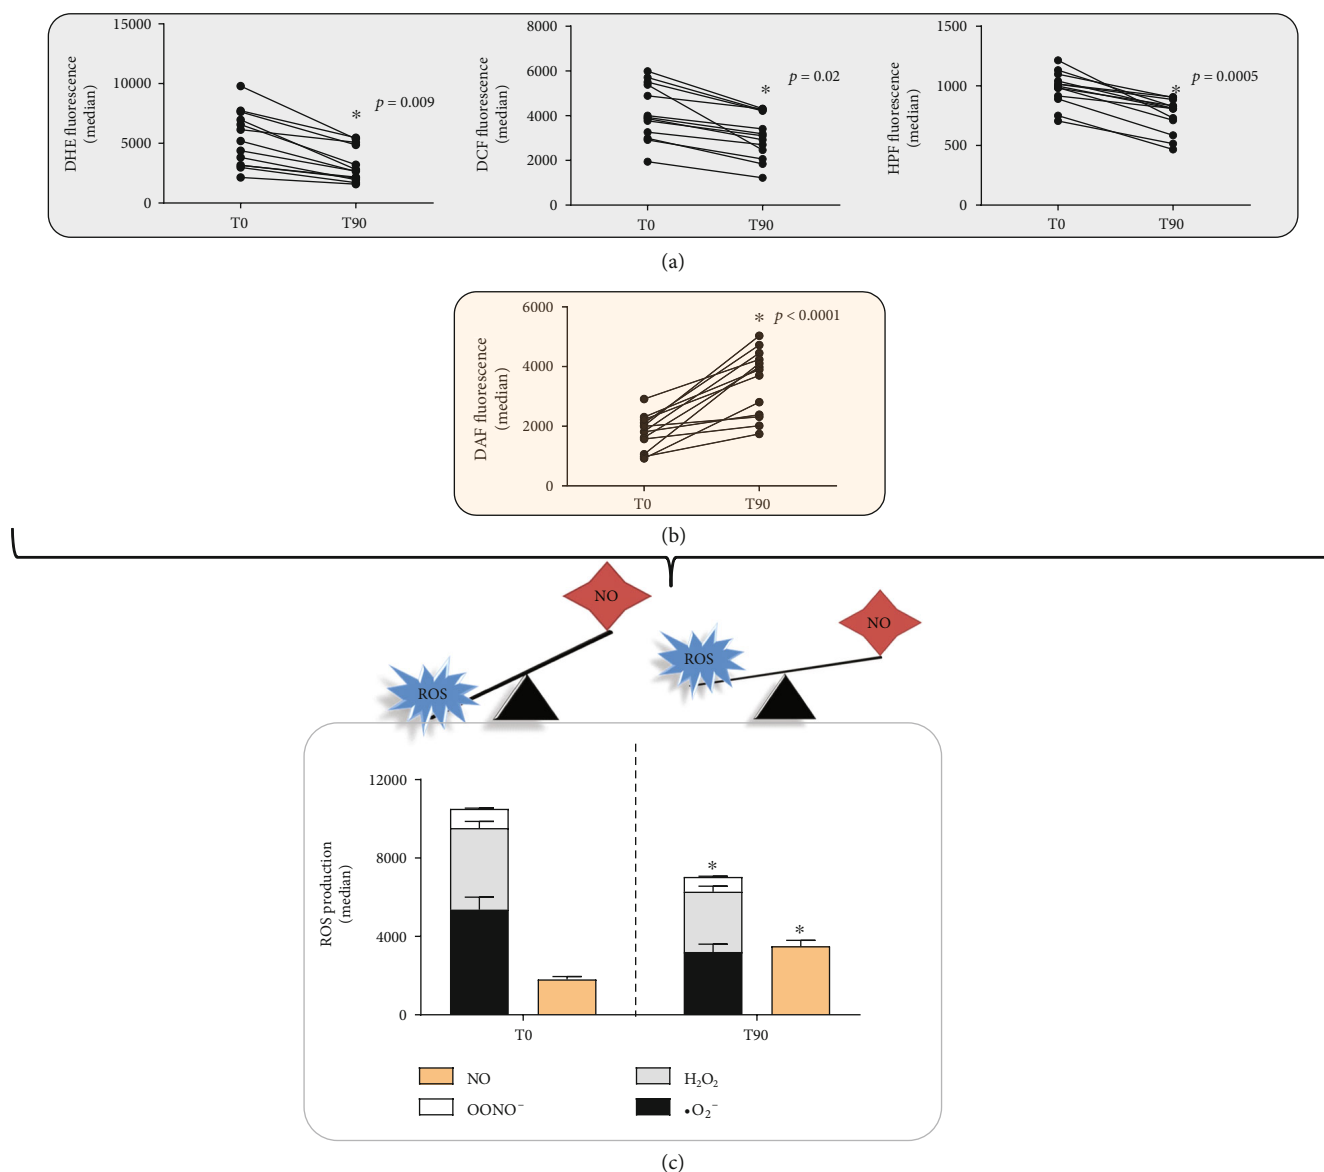 15000
10000
5000
0
DHE fluorescence
(median)
*
p = 0.009
T0
T90
8000
6000
4000
2000
0
DCF fluorescence
(median)
*
p = 0.02
T0
T90
1500
1000
500
0
HPF fluorescence
(median)
*
p = 0.0005
T0
T90
(a)
6000
4000
2000
0
DAF fluorescence
(median)
*
p < 0.0001
T0
T90
(b)
NO
ROS
NO
ROS
12000
8000
4000
0
ROS production
(median)
*
*
T0
T90
NO
H₂O₂
OONO⁻
•O₂⁻
(c)